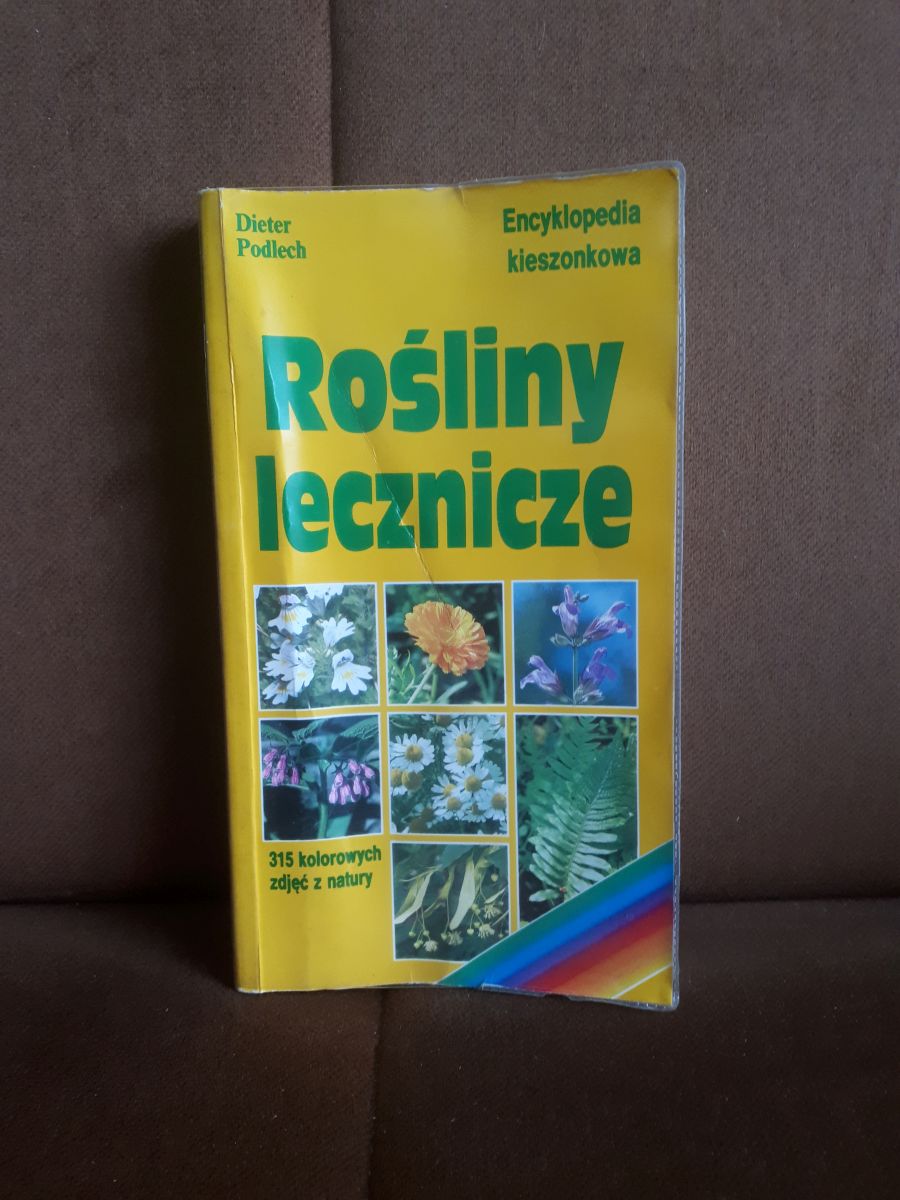 Dieter
Podlech
Encyklopedia
kieszonkowa
Rośliny
lecznicze
315 kolorowych
zdjęć z natury